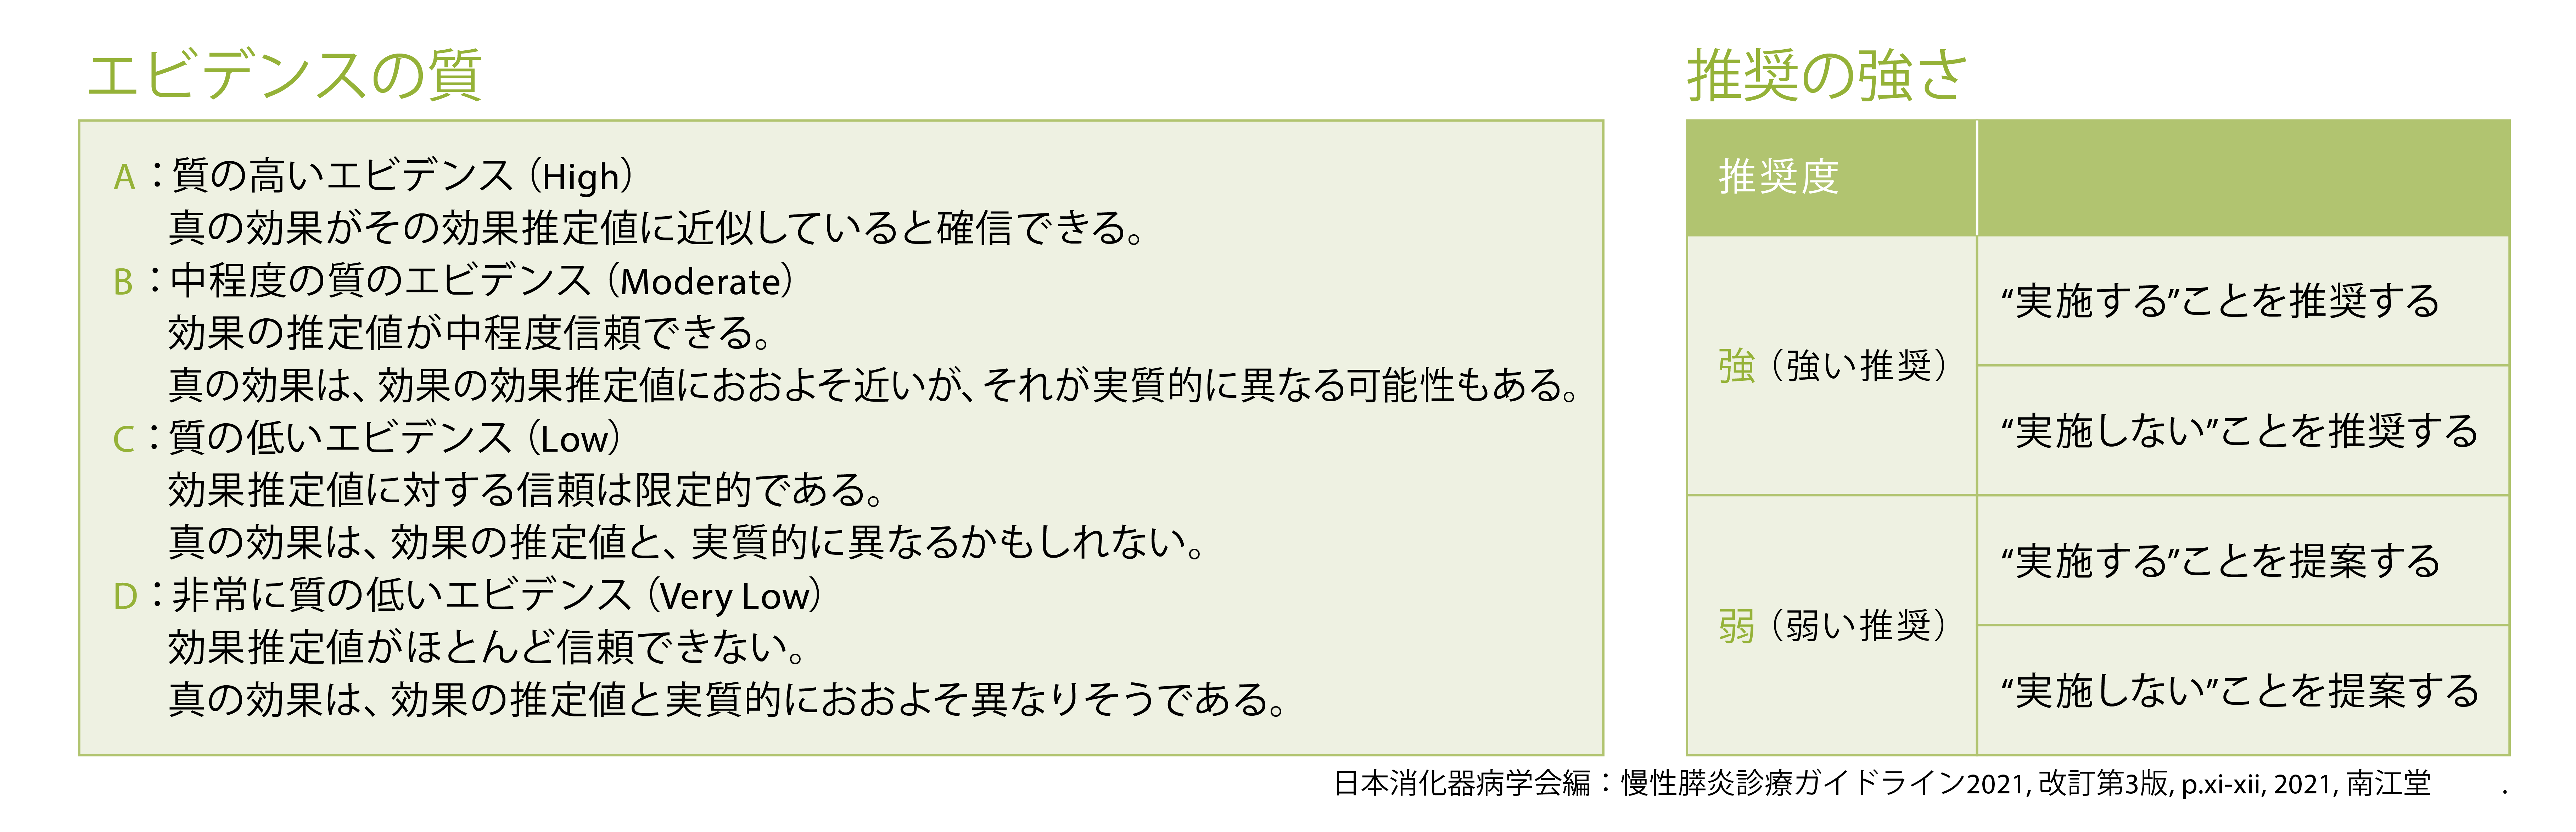 エビデンスの質
A：質の高いエビデンス（High）
真の効果がその効果推定値に近似していると確信できる。
B：中程度の質のエビデンス（Moderate）
効果の推定値が中程度信頼できる。
真の効果は、効果の効果推定値におおよそ近いが、それが実質的に異なる可能性もある。
C：質の低いエビデンス（Low）
効果推定値に対する信頼は限定的である。
真の効果は、効果の推定値と、実質的に異なるかもしれない。
D：非常に質の低いエビデンス（Very Low）
効果推定値がほとんど信頼できない。
真の効果は、効果の推定値と実質的におおよそ異なりそうである。
推奨の強さ
推奨度
強（強い推奨）
“実施する”ことを推奨する
“実施しない”ことを推奨する
弱（弱い推奨）
“実施する”ことを提案する
“実施しない”ことを提案する
日本消化器病学会編：慢性膵炎診療ガイドライン2021, 改訂第3版, p.xi-xii, 2021, 南江堂 .